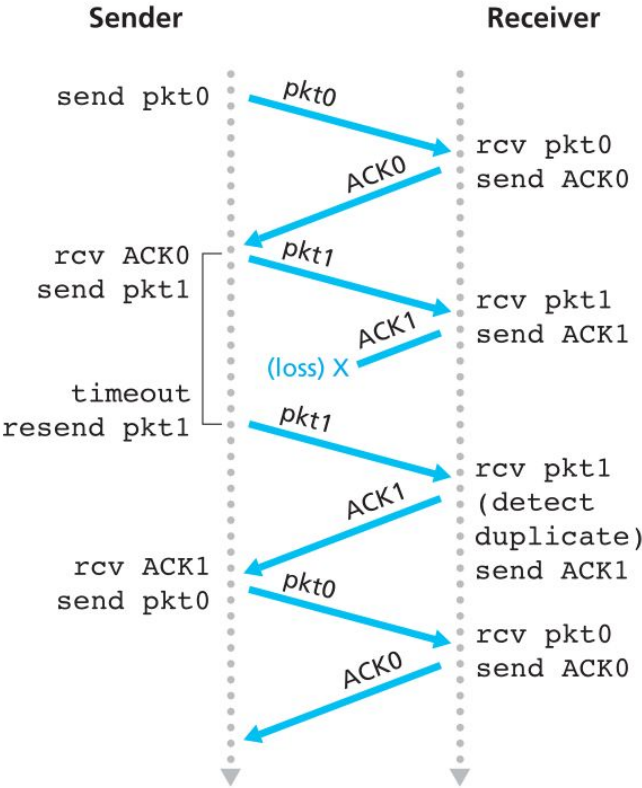 Sender
Receiver
send pkt0
pkt0
rcv pkt0
send ACK0
ACK0
rcv ACK0
send pkt1
pkt1
rcv pkt1
send ACK1
ACK1
(loss) X
timeout
resend pkt1
pkt1
rcv pkt1
(detect
duplicate)
send ACK1
ACK1
rcv ACK1
send pkt0
pkt0
rcv pkt0
send ACK0
ACK0